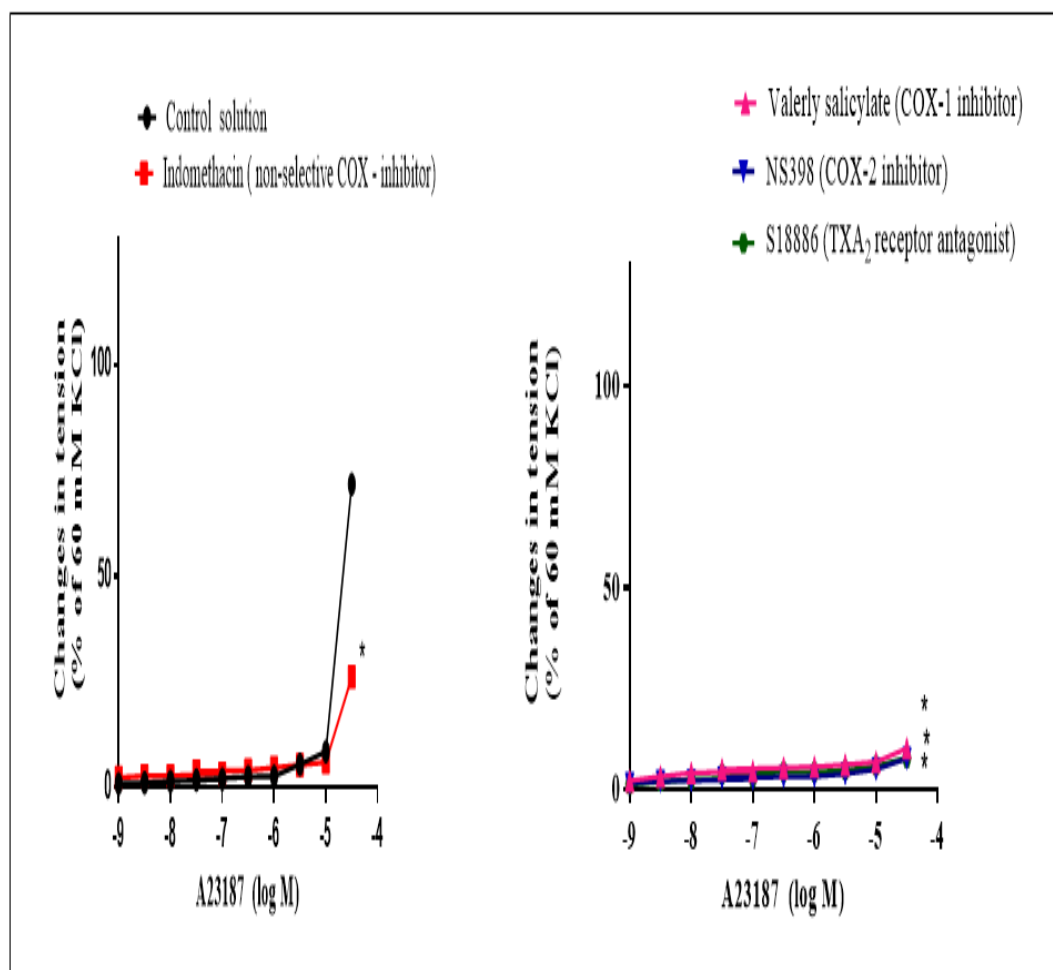 Control solution
Indomethacin ( non-selective COX - inhibitor)
Changes in tension
(% of 60 mM KCl)
100
50
0
*
-9 -8 -7 -6 -5 -4
A23187 (log M)
Valerly salicylate (COX-1 inhibitor)
NS398 (COX-2 inhibitor)
S18886 (TXA2 receptor antagonist)
Changes in tension
(% of 60 mM KCl)
100
50
0
*
*
*
-9 -8 -7 -6 -5 -4
A23187 (log M)